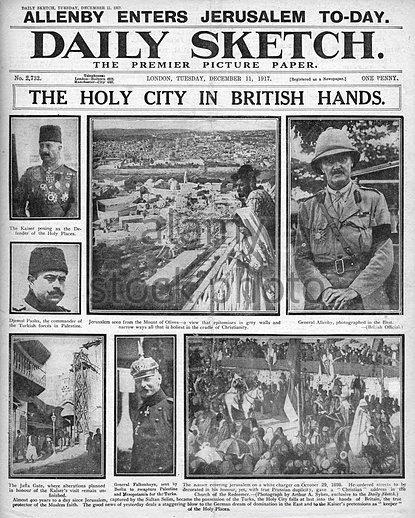 DAILY SKETCH, TUESDAY, DECEMBER 11, 1917.
ALLENBY ENTERS JERUSALEM TO-DAY.
DAILY SKETCH.
THE PREMIER PICTURE PAPER.
No. 2,732.
Telephones:
LONDON, TUESDAY, DECEMBER 11, 1917.
[Registered as a Newspaper.]
ONE PENNY.
THE HOLY CITY IN BRITISH HANDS.
The Kaiser posing as the De-
fender of the Holy Places.
Djemal Pasha, the commander of
the Turkish forces in Palestine.
Jerusalem seen from the Mount of Olives—a view that epitomises in grey walls and
narrow ways all that is holiest in the cradle of Christianity.
General Allenby, photographed in the East.
—(British Official)
alamy
stock photo
The Jaffa Gate, where alterations planned
in honour of the Kaiser's visit remain un-
finished.
General Falkenhayn, sent by
Berlin to recapture Palestine
and Mesopotamia for the Turks.
The nation entering Jerusalem on a white charger on October 29, 1898. He ordered streets to be
decorated in his honour, yet, with true Prussian duplicity, gave a "Christian" address in the
Church of the Redeemer.—(Photograph by Arthur A. Sykes, exclusive to the Daily Sketch.)
Almost 400 years to a day since Jerusalem, captured by the Sultan Selim, became the possession of the Turks, the Holy City falls at last into the hands of Britain, the true
protector of the Moslem faith. The good news of yesterday deals a staggering blow to the German dream of domination in the East and to the Kaiser's pretensions as "keeper"
of the Holy Places.